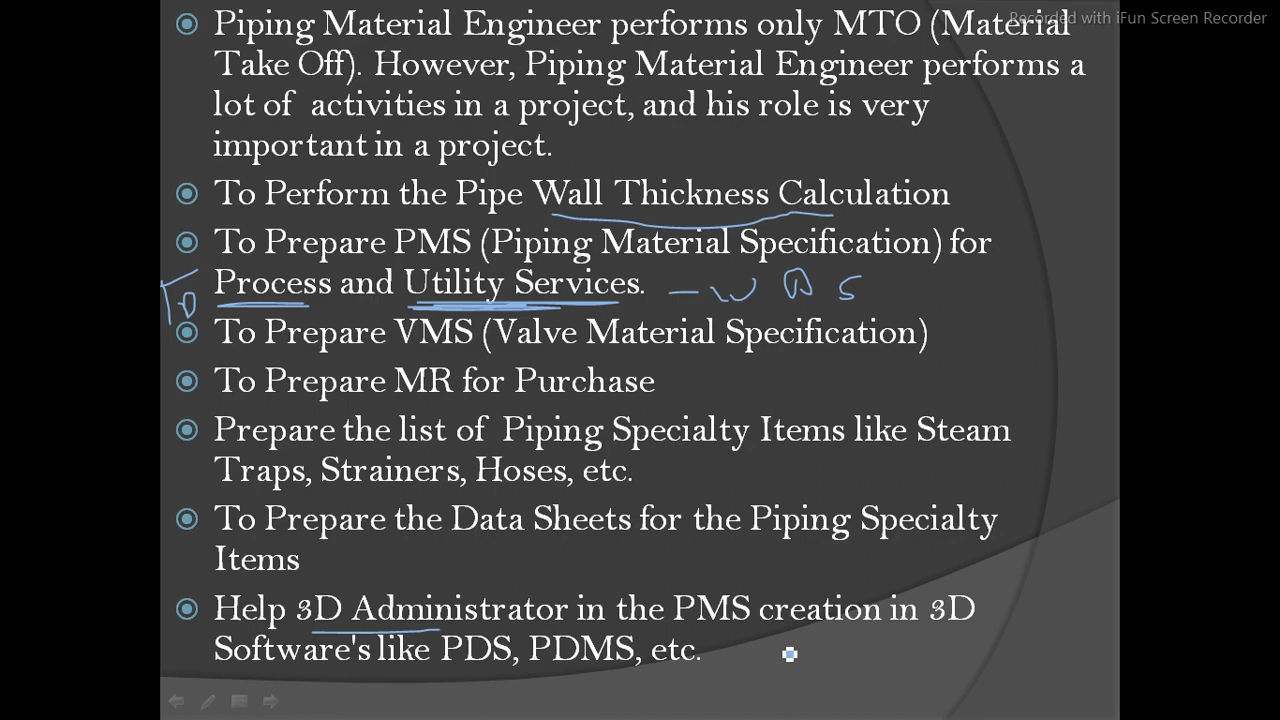 Recorded with iFun Screen Recorder
Piping Material Engineer performs only MTO (Material
Take Off). However, Piping Material Engineer performs a
lot of activities in a project, and his role is very
important in a project.
To Perform the Pipe Wall Thickness Calculation
To Prepare PMS (Piping Material Specification) for
Process and Utility Services. – W A S
To Prepare VMS (Valve Material Specification)
To Prepare MR for Purchase
Prepare the list of Piping Specialty Items like Steam
Traps, Strainers, Hoses, etc.
To Prepare the Data Sheets for the Piping Specialty
Items
Help 3D Administrator in the PMS creation in 3D
Software's like PDS, PDMS, etc.